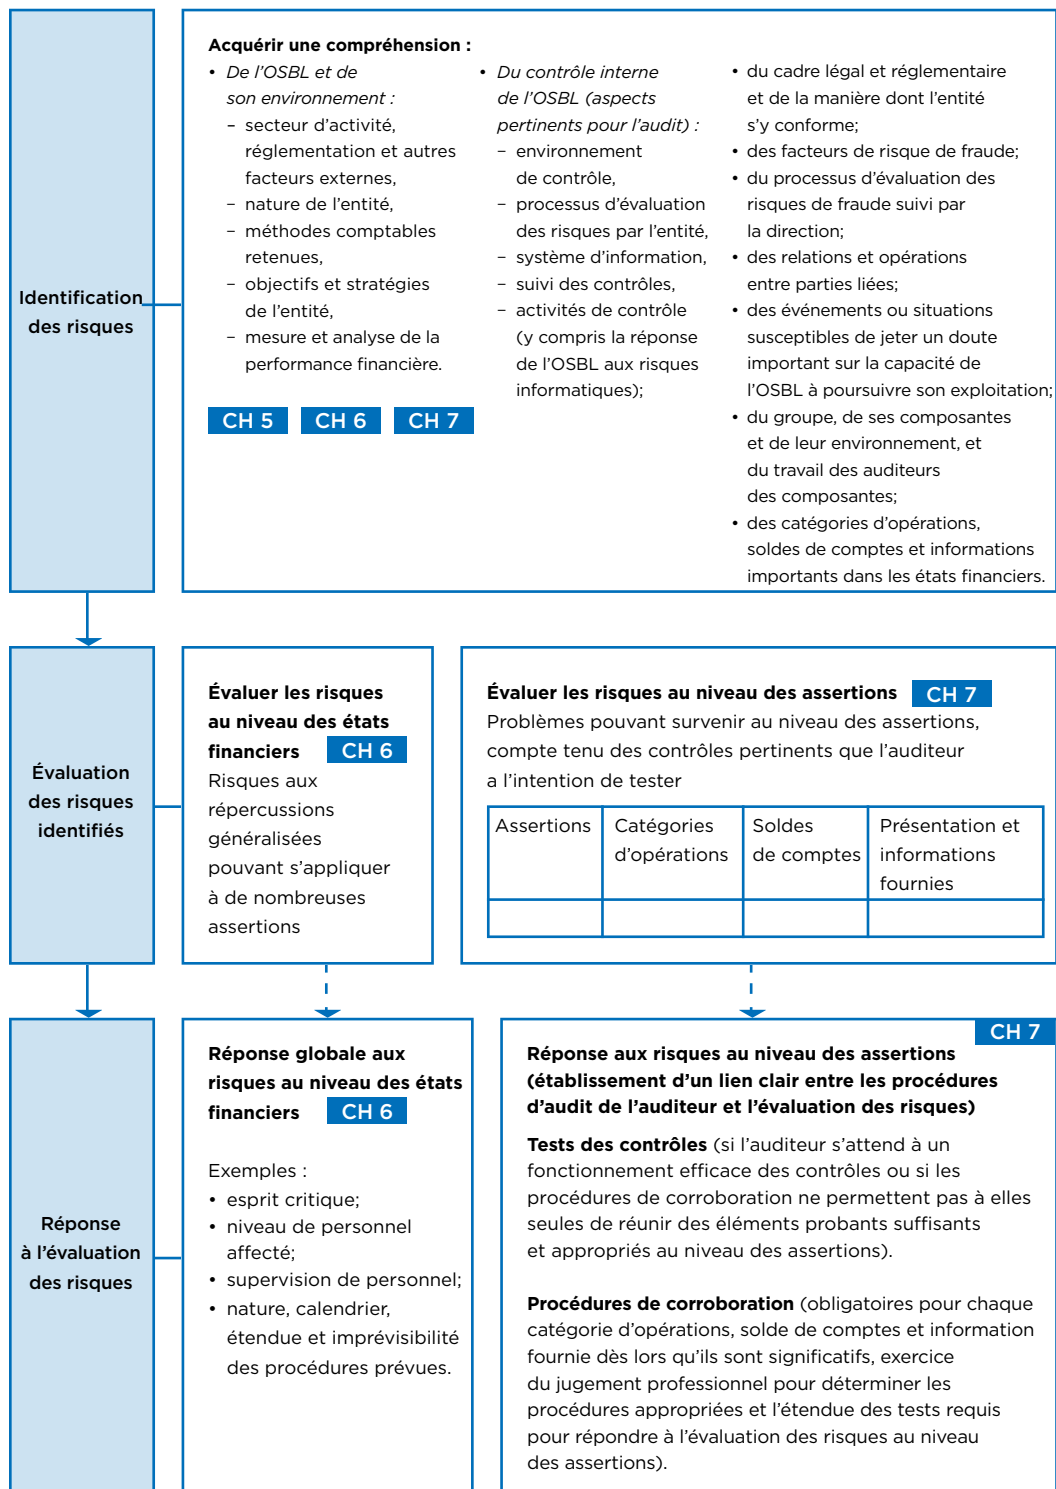 Identification
des risques
Acquérir une compréhension :
• De l’OSBL et de
son environnement :
– secteur d’activité,
réglementation et autres
facteurs externes,
– nature de l’entité,
– méthodes comptables
retenues,
– objectifs et stratégies
de l’entité,
– mesure et analyse de la
performance financière.
CH 5 CH 6 CH 7
• Du contrôle interne
de l’OSBL (aspects
pertinents pour l’audit) :
– environnement
de contrôle,
– processus d’évaluation
des risques par l’entité,
– système d’information,
– suivi des contrôles,
– activités de contrôle
(y compris la réponse
de l’OSBL aux risques
informatiques);
• du cadre légal et réglementaire
et de la manière dont l’entité
s’y conforme;
• des facteurs de risque de fraude;
• du processus d’évaluation des
risques de fraude suivi par
la direction;
• des relations et opérations
entre parties liées;
• des événements ou situations
susceptibles de jeter un doute
important sur la capacité de
l’OSBL à poursuivre son exploitation;
• du groupe, de ses composantes
et de leur environnement, et
du travail des auditeurs
des composantes;
• des catégories d’opérations,
soldes de comptes et informations
importants dans les états financiers.
Évaluation
des risques
identifiés
Évaluer les risques
au niveau des états
financiers CH 6
Risques aux
répercussions
généralisées
pouvant s’appliquer
à de nombreuses
assertions
Évaluer les risques au niveau des assertions CH 7
Problèmes pouvant survenir au niveau des assertions,
compte tenu des contrôles pertinents que l’auditeur
a l’intention de tester
Assertions
Catégories
d’opérations
Soldes
de comptes
Présentation et
informations
fournies
Réponse
à l’évaluation
des risques
Réponse globale aux
risques au niveau des états
financiers CH 6
Exemples :
• esprit critique;
• niveau de personnel
affecté;
• supervision de personnel;
• nature, calendrier,
étendue et imprévisibilité
des procédures prévues.
CH 7
Réponse aux risques au niveau des assertions
(établissement d’un lien clair entre les procédures
d’audit de l’auditeur et l’évaluation des risques)
Tests des contrôles (si l’auditeur s’attend à un
fonctionnement efficace des contrôles ou si les
procédures de corroboration ne permettent pas à elles
seules de réunir des éléments probants suffisants
et appropriés au niveau des assertions).
Procédures de corroboration (obligatoires pour chaque
catégorie d’opérations, solde de comptes et information
fournie dès lors qu’ils sont significatifs, exercice
du jugement professionnel pour déterminer les
procédures appropriées et l’étendue des tests requis
pour répondre à l’évaluation des risques au niveau
des assertions).